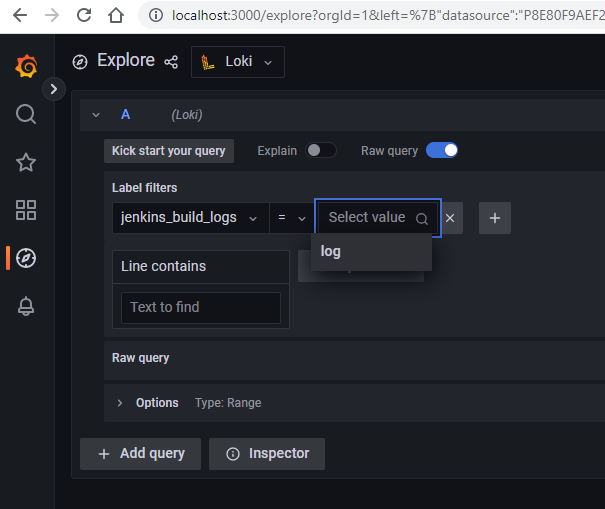 localhost:3000/explore?orgId=1&left=%7B"datasource":"P8E80F9AEF2
Explore
Loki
A (Loki)
Kick start your query Explain Raw query
Label filters
jenkins_build_logs = Select value
log
Line contains
Text to find
Raw query
Options Type: Range
+ Add query Inspector